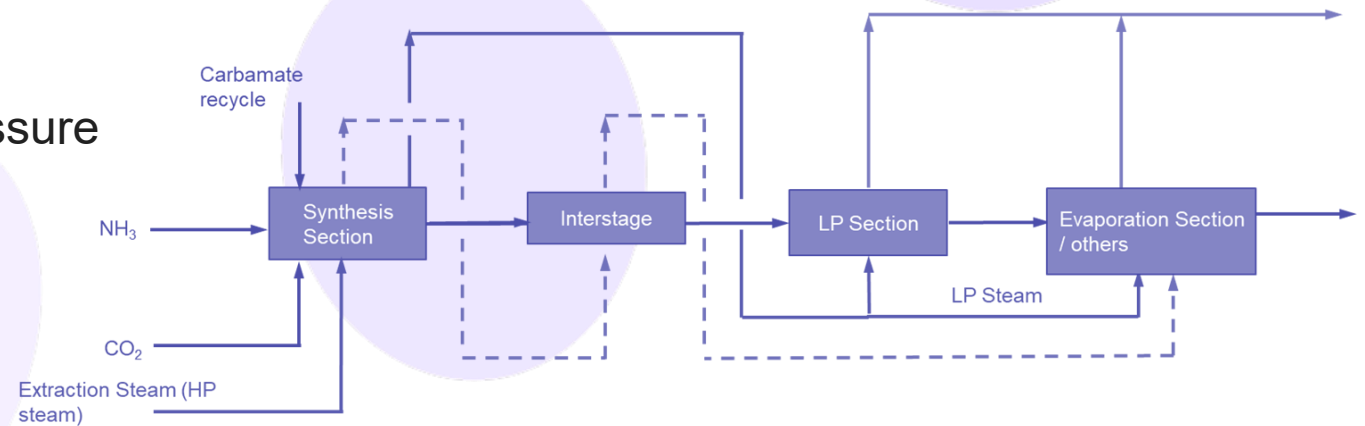 Carbamate
recycle
ssure
NH₃
Synthesis
Section
Interstage
LP Section
Evaporation Section
/ others
LP Steam
CO₂
Extraction Steam (HP
steam)